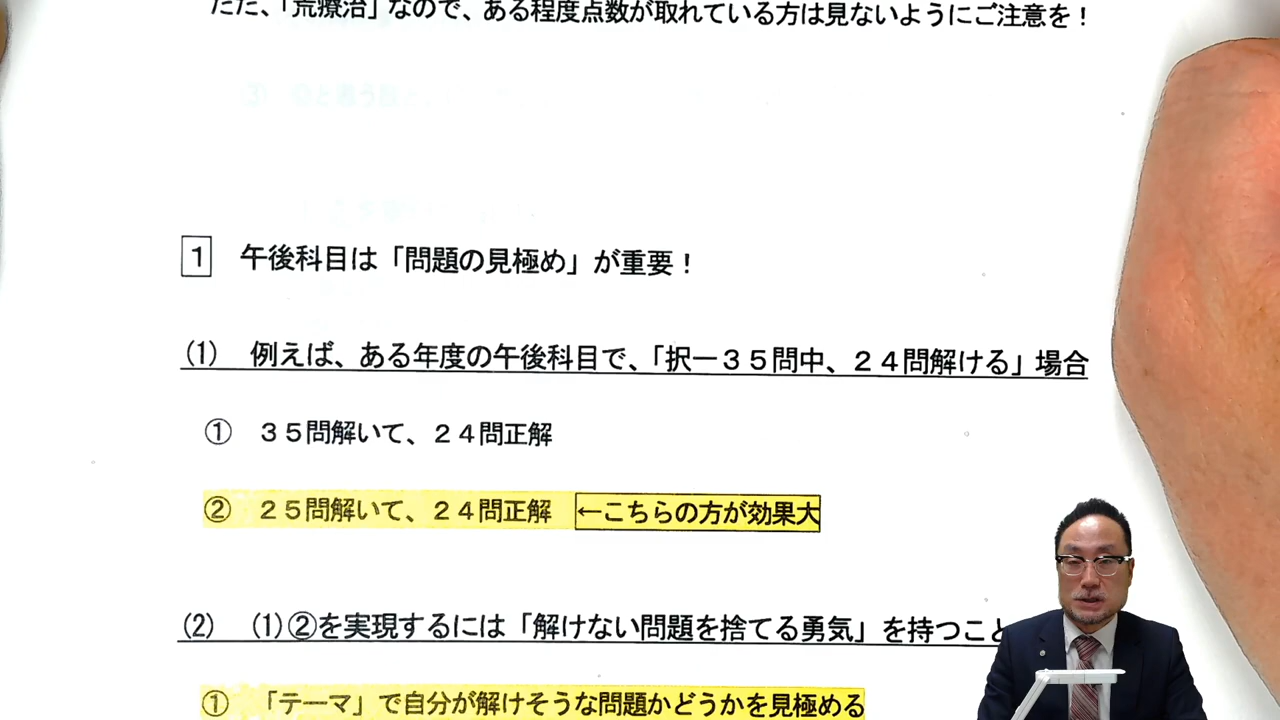 ただ、「荒療治」なので、ある程度点数が取れている方は見ないようにご注意を！
1 午後科目は「問題の見極め」が重要！
(1) 例えば、ある年度の午後科目で、「択一３５問中、２４問解ける」場合
① ３５問解いて、２４問正解
② ２５問解いて、２４問正解 ←こちらの方が効果大
(2) (1)②を実現するには「解けない問題を捨てる勇気」を持つこと
① 「テーマ」で自分が解けそうな問題かどうかを見極める